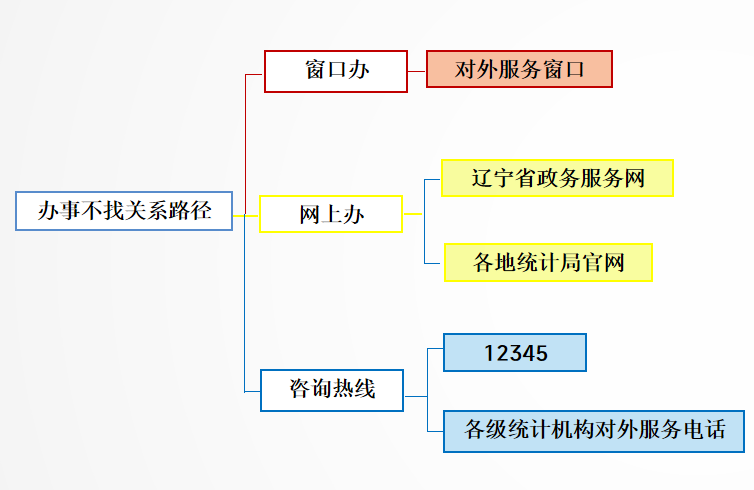 办事不找关系路径
窗口办
对外服务窗口
网上办
辽宁省政务服务网
各地统计局官网
咨询热线
12345
各级统计机构对外服务电话